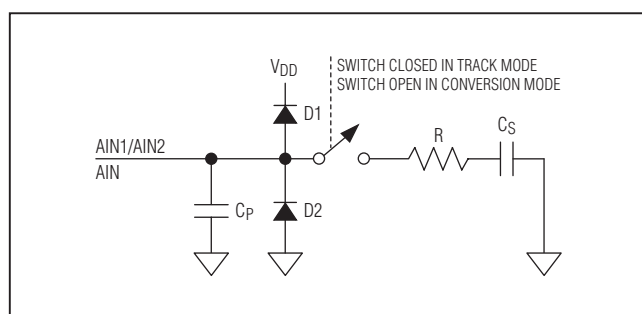 SWITCH CLOSED IN TRACK MODE
SWITCH OPEN IN CONVERSION MODE
VDD
D1
AIN1/AIN2
AIN
R
CS
CP
D2